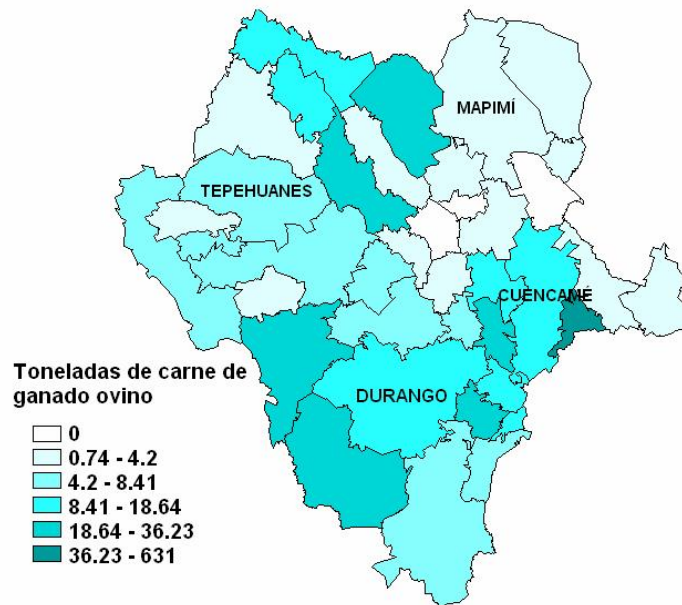 MAPIMÍ
TEPEHUANES
CUENCAMÉ
DURANGO
Toneladas de carne de
ganado ovino
0
0.74 - 4.2
4.2 - 8.41
8.41 - 18.64
18.64 - 36.23
36.23 - 631